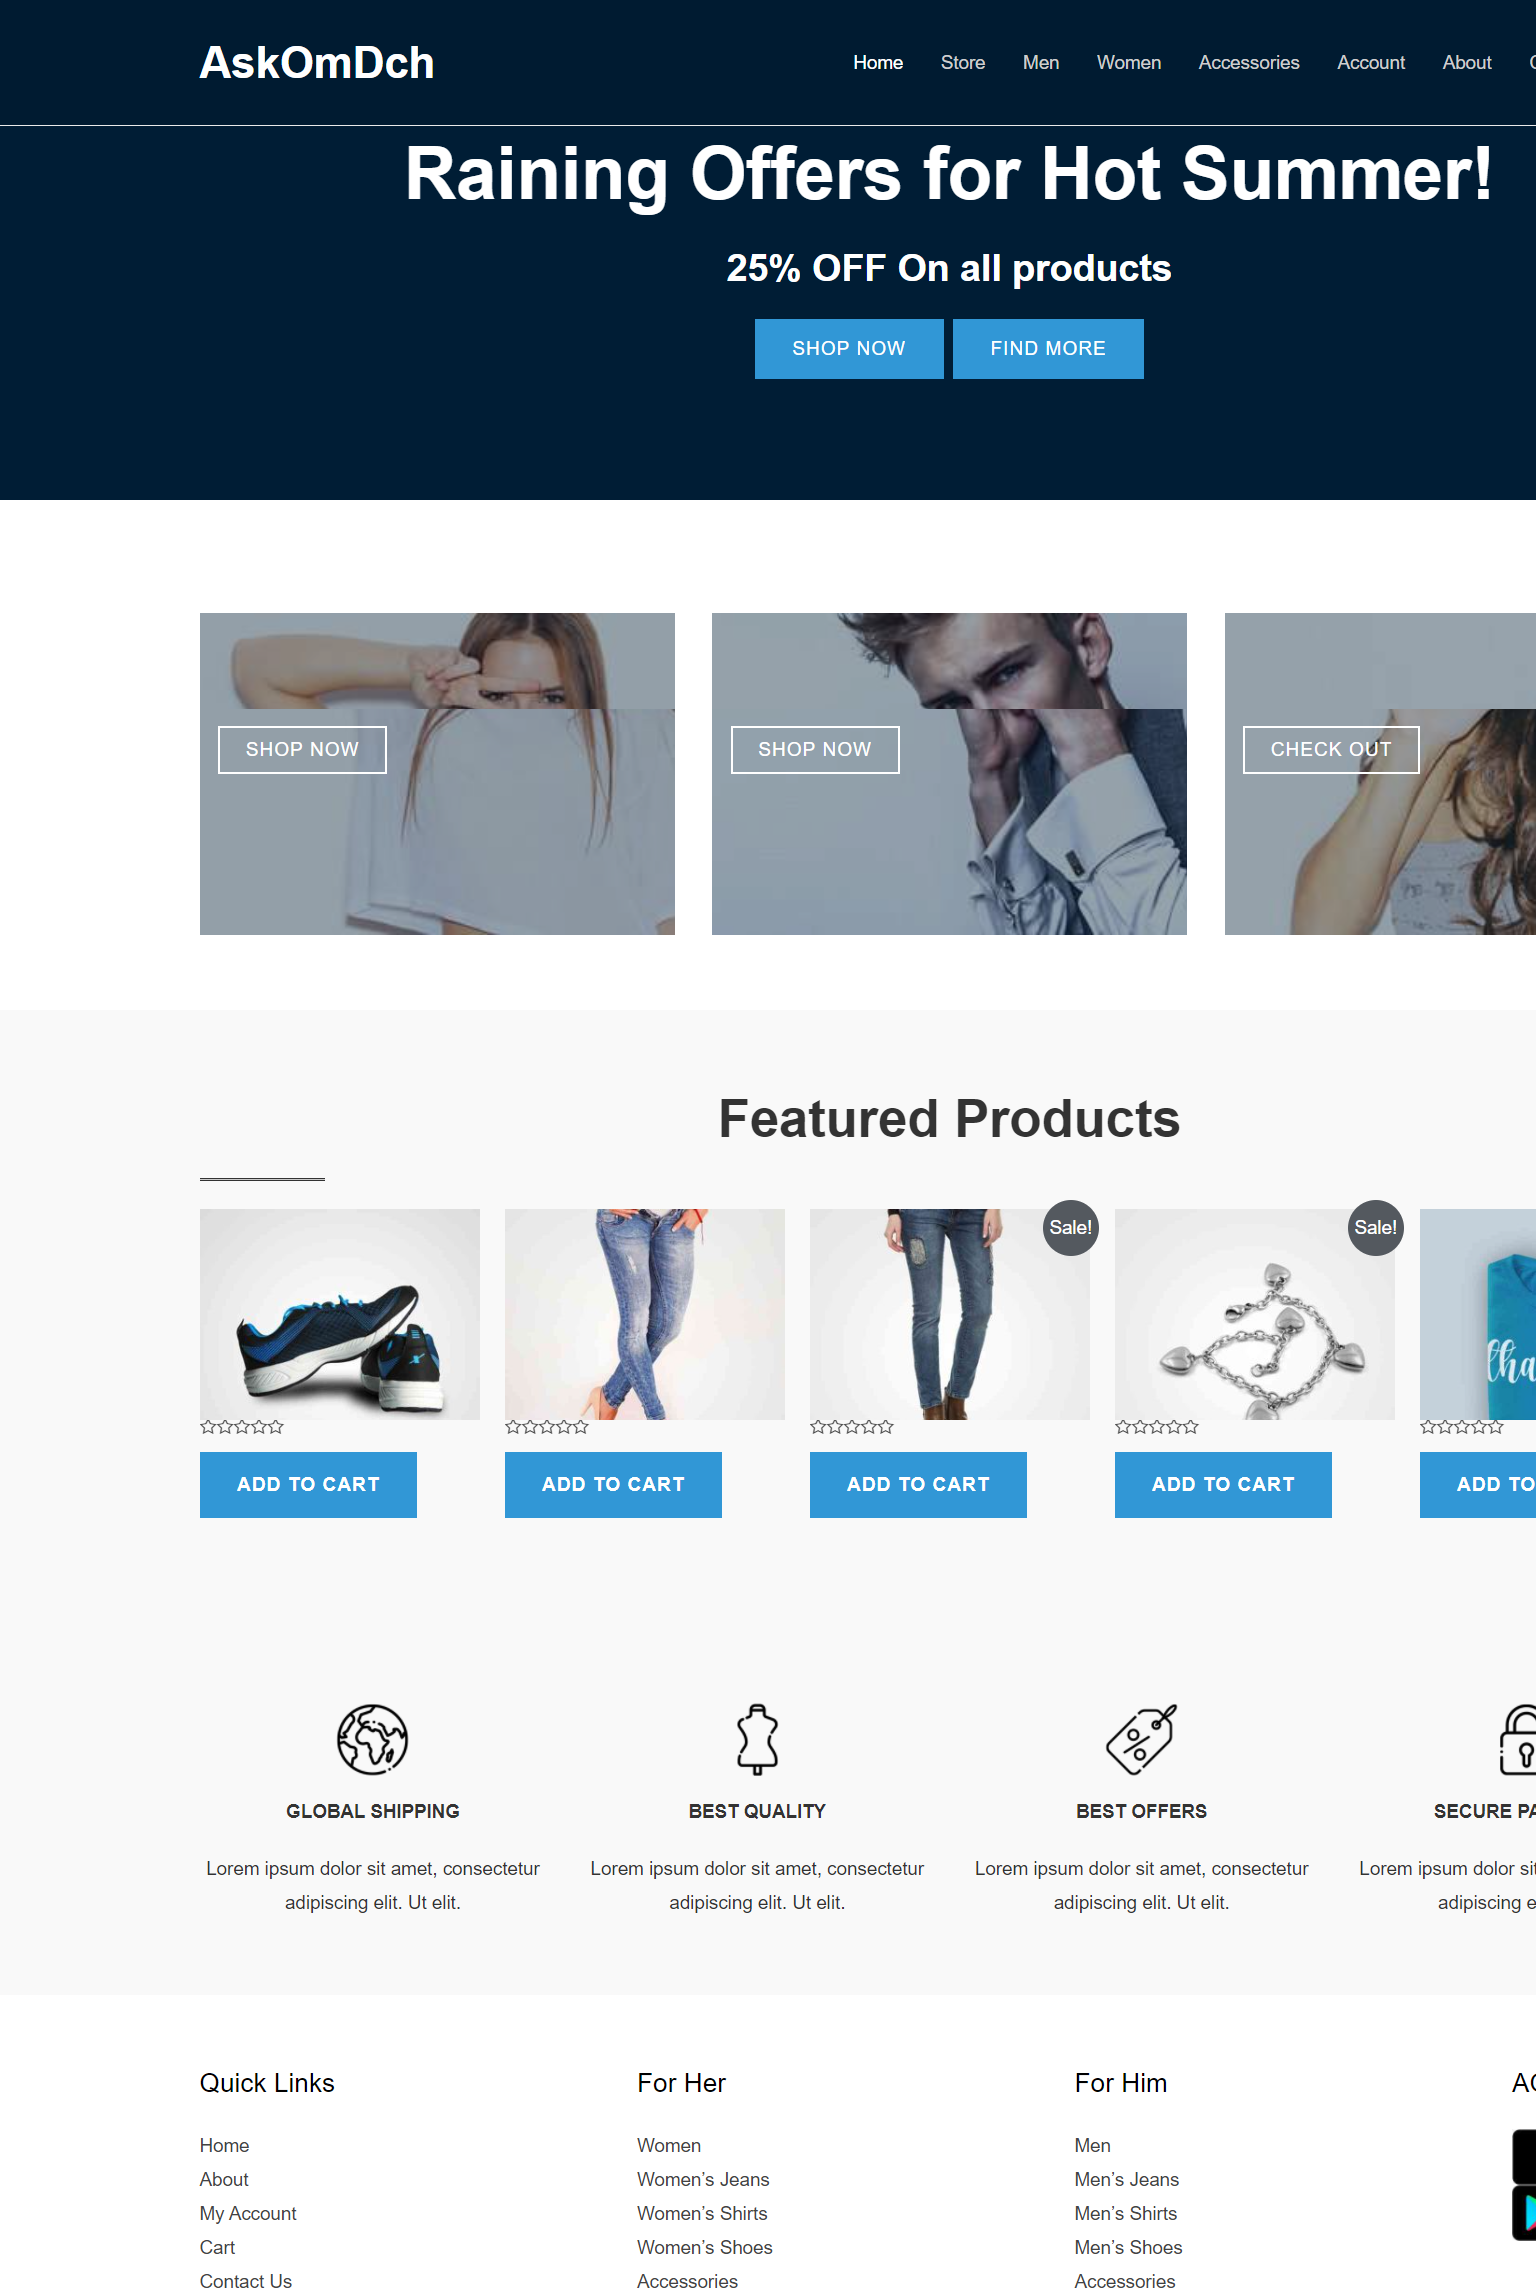 AskOmDch
Home Store Men Women Accessories Account About
Raining Offers for Hot Summer!
25% OFF On all products
SHOP NOW FIND MORE
SHOP NOW SHOP NOW CHECK OUT
Featured Products
Sale! Sale!
ADD TO CART ADD TO CART ADD TO CART ADD TO CART ADD TO
GLOBAL SHIPPING BEST QUALITY BEST OFFERS SECURE
Lorem ipsum dolor sit amet, consectetur Lorem ipsum dolor sit amet, consectetur Lorem ipsum dolor sit amet, consectetur Lorem ipsum dolor
adipiscing elit. Ut elit. adipiscing elit. Ut elit. adipiscing elit. Ut elit. adipiscing
Quick Links For Her For Him
Home Women Men
About Women’s Jeans Men’s Jeans
My Account Women’s Shirts Men’s Shirts
Cart Women’s Shoes Men’s Shoes
Contact Us Accessories Accessories